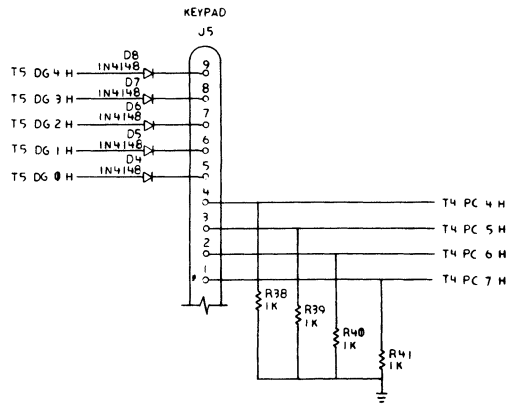 KEYPAD
J5
D8
T5 DG 4 H 1N4148 9
D7
T5 DG 3 H 1N4148 8
D6
T5 DG 2 H 1N4148 7
D5
T5 DG 1 H 1N4148 6
D4
T5 DG 0 H 1N4148 5
4 T4 PC 4 H
3 T4 PC 5 H
2 T4 PC 6 H
1 T4 PC 7 H
R38
1K
R39
1K
R40
1K
R41
1K